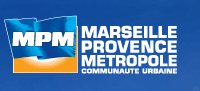 MPM
MARSEILLE
PROVENCE
METROPOLE
COMMUNAUTE URBAINE